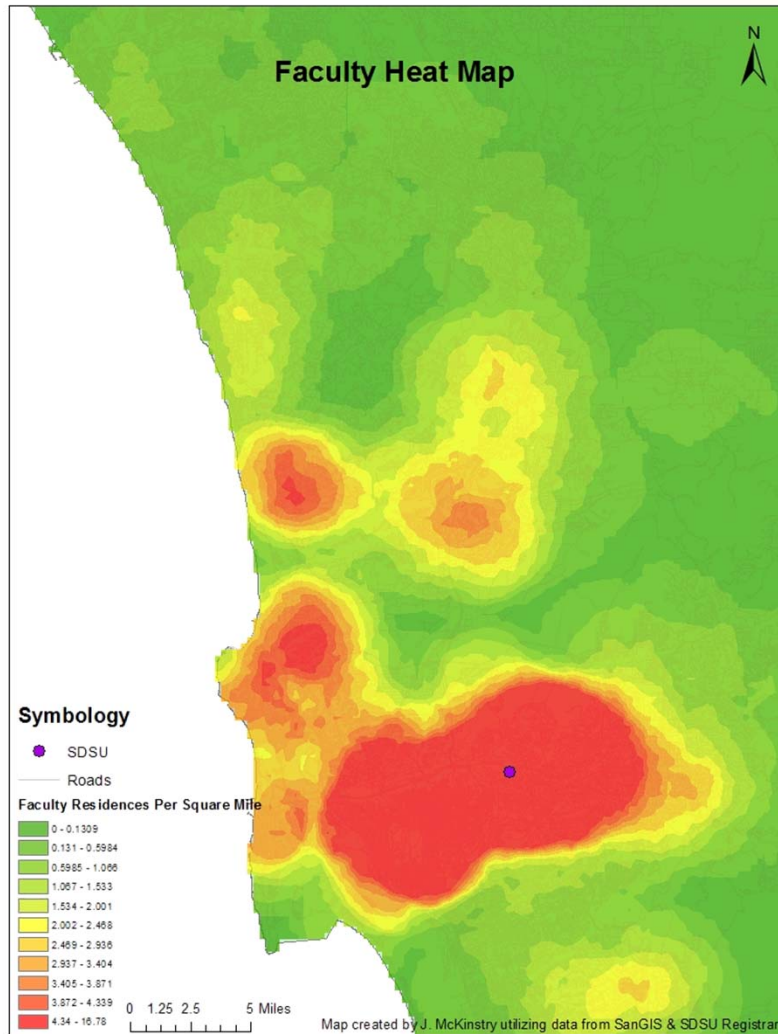 Faculty Heat Map
N
Symbology
SDSU
Roads
Faculty Residences Per Square Mile
0 - 0.1309
0.131 - 0.5984
0.5985 - 1.066
1.067 - 1.533
1.534 - 2.001
2.002 - 2.468
2.469 - 2.936
2.937 - 3.404
3.405 - 3.871
3.872 - 4.339
4.34 - 16.78
0 1.25 2.5 5 Miles
Map created by J. McKinstry utilizing data from SanGIS & SDSU Registrar